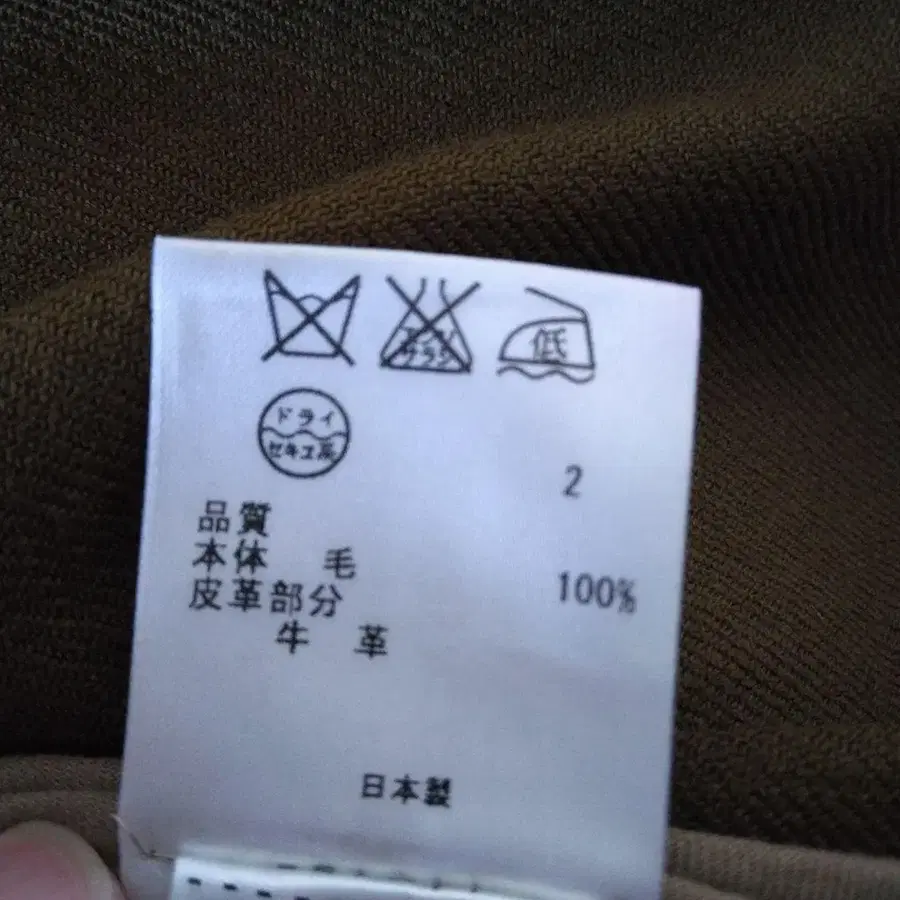 低
ドライ
セキユ系
2
品質
本体 毛 100%
皮革部分
牛 革
日本製